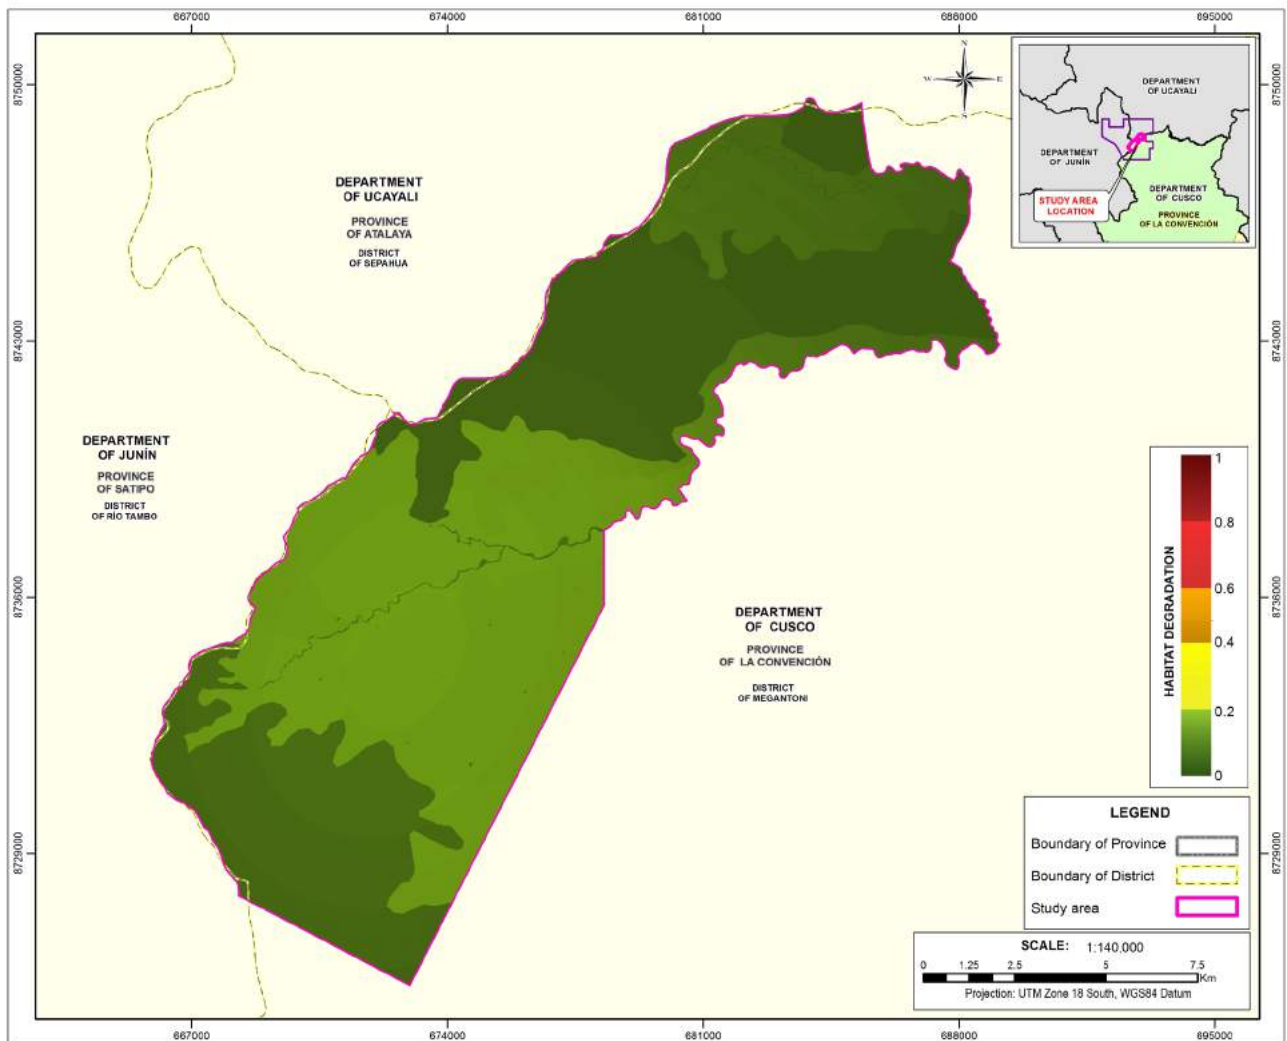 667000
674000
681000
688000
695000
8750000
8750000
N
W
E
S
DEPARTMENT
OF UCAYALI
DEPARTMENT
OF JUNÍN
DEPARTMENT
OF CUSCO
PROVINCE
OF LA CONVENCIÓN
STUDY AREA
LOCATION
DEPARTMENT
OF UCAYALI
PROVINCE
OF ATALAYA
DISTRICT
OF SEPAHUA
8743000
8743000
DEPARTMENT
OF JUNÍN
PROVINCE
OF SATIPO
DISTRICT
OF RÍO TAMBO
8736000
8736000
DEPARTMENT
OF CUSCO
PROVINCE
OF LA CONVENCIÓN
DISTRICT
OF MEGANTONI
HABITAT DEGRADATION
1
0.8
0.6
0.4
0.2
0
8729000
8729000
LEGEND
Boundary of Province
Boundary of District
Study area
SCALE: 1:140,000
0 1.25 2.5 5 7.5
Km
Projection: UTM Zone 18 South, WGS84 Datum
667000
674000
681000
688000
695000